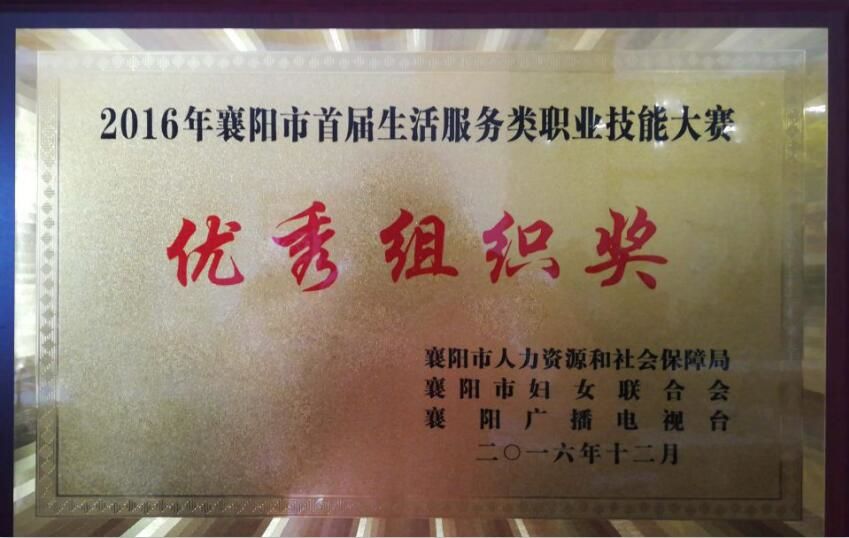 2016年襄阳市首届生活服务类职业技能大赛
优秀组织奖
襄阳市人力资源和社会保障局
襄阳市妇女联合会
襄阳广播电视台
二〇一六年十二月